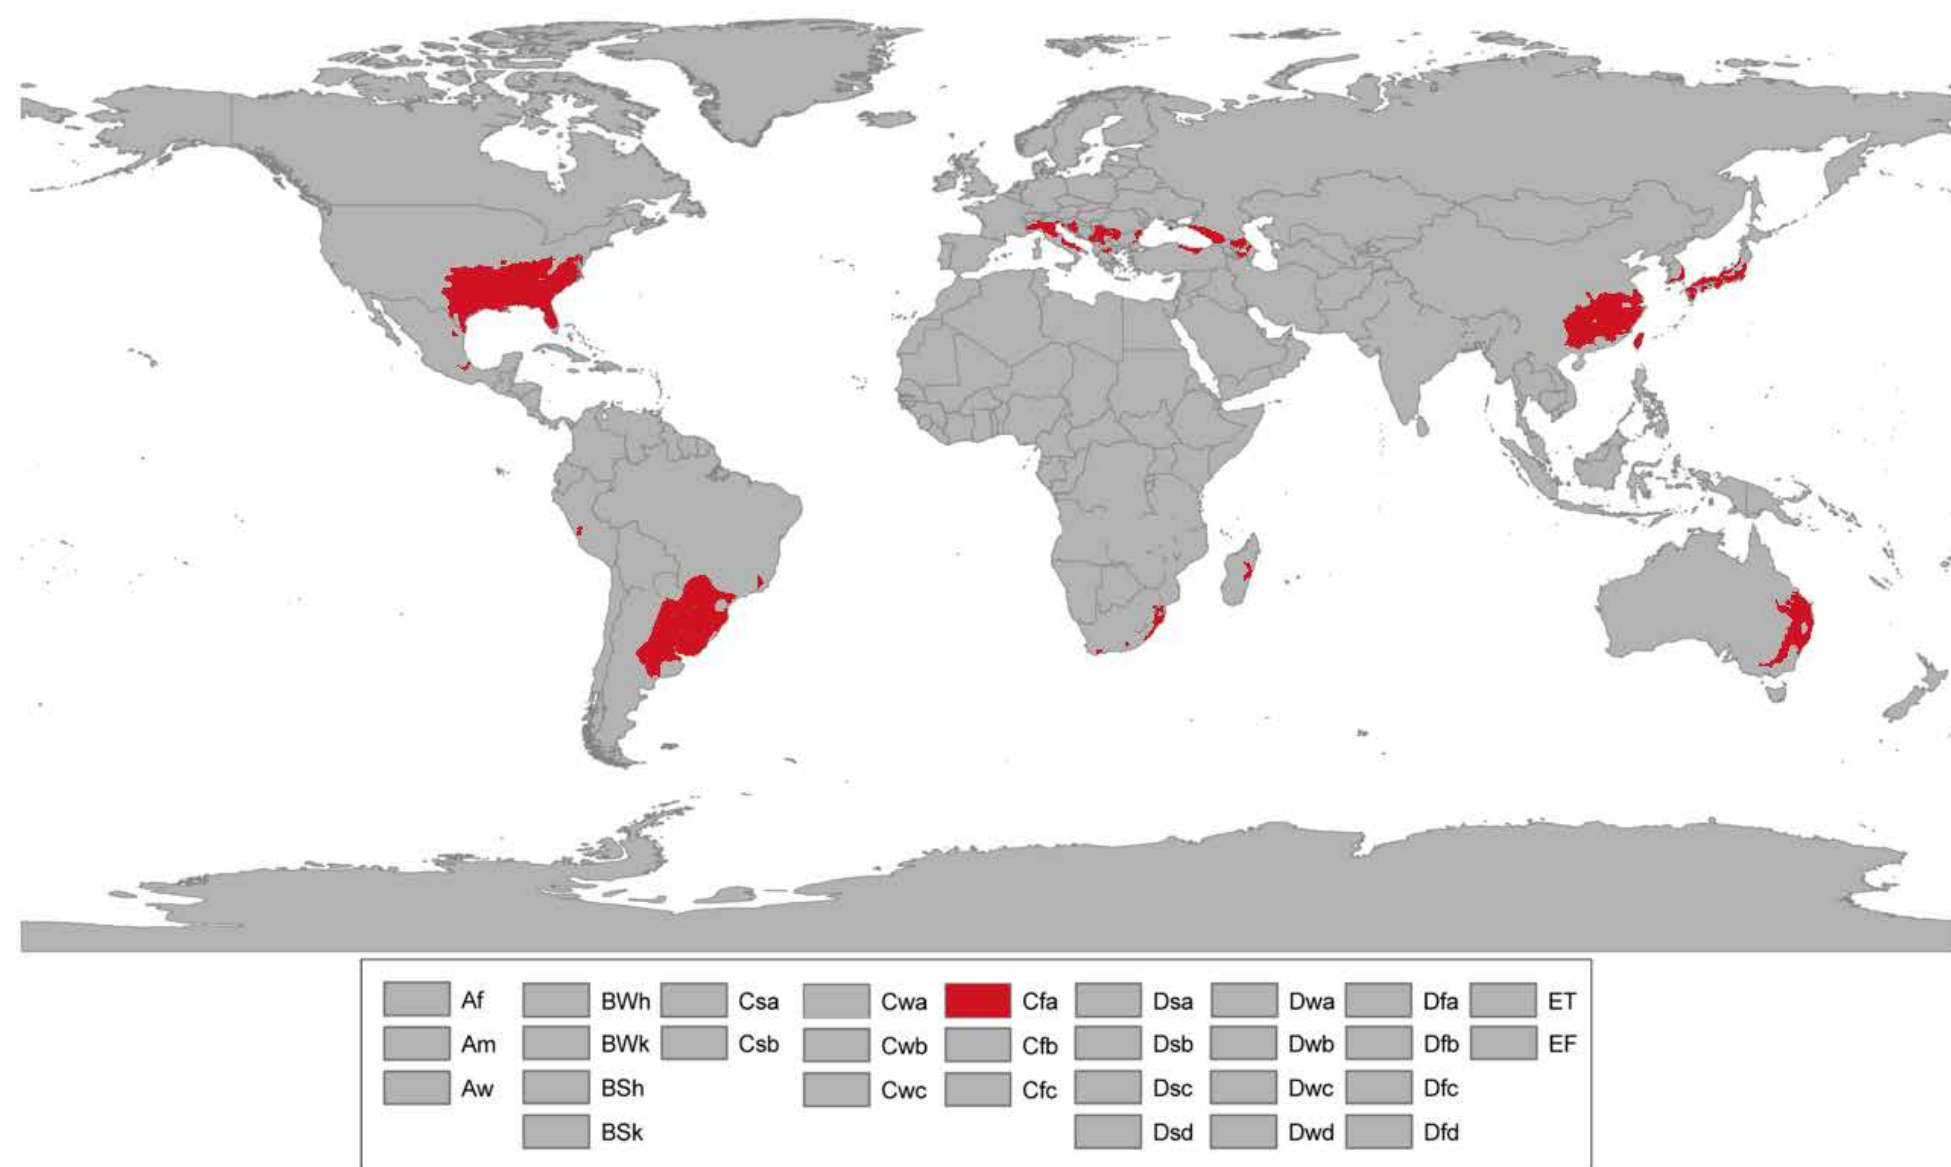 Af BWh Csa Cwa Cfa Dsa Dwa Dfa ET
Am BWk Csb Cwb Cfb Dsb Dwb Dfb EF
Aw BSh Cwc Cfc Dsc Dwc Dfc
BSk Dsd Dwd Dfd